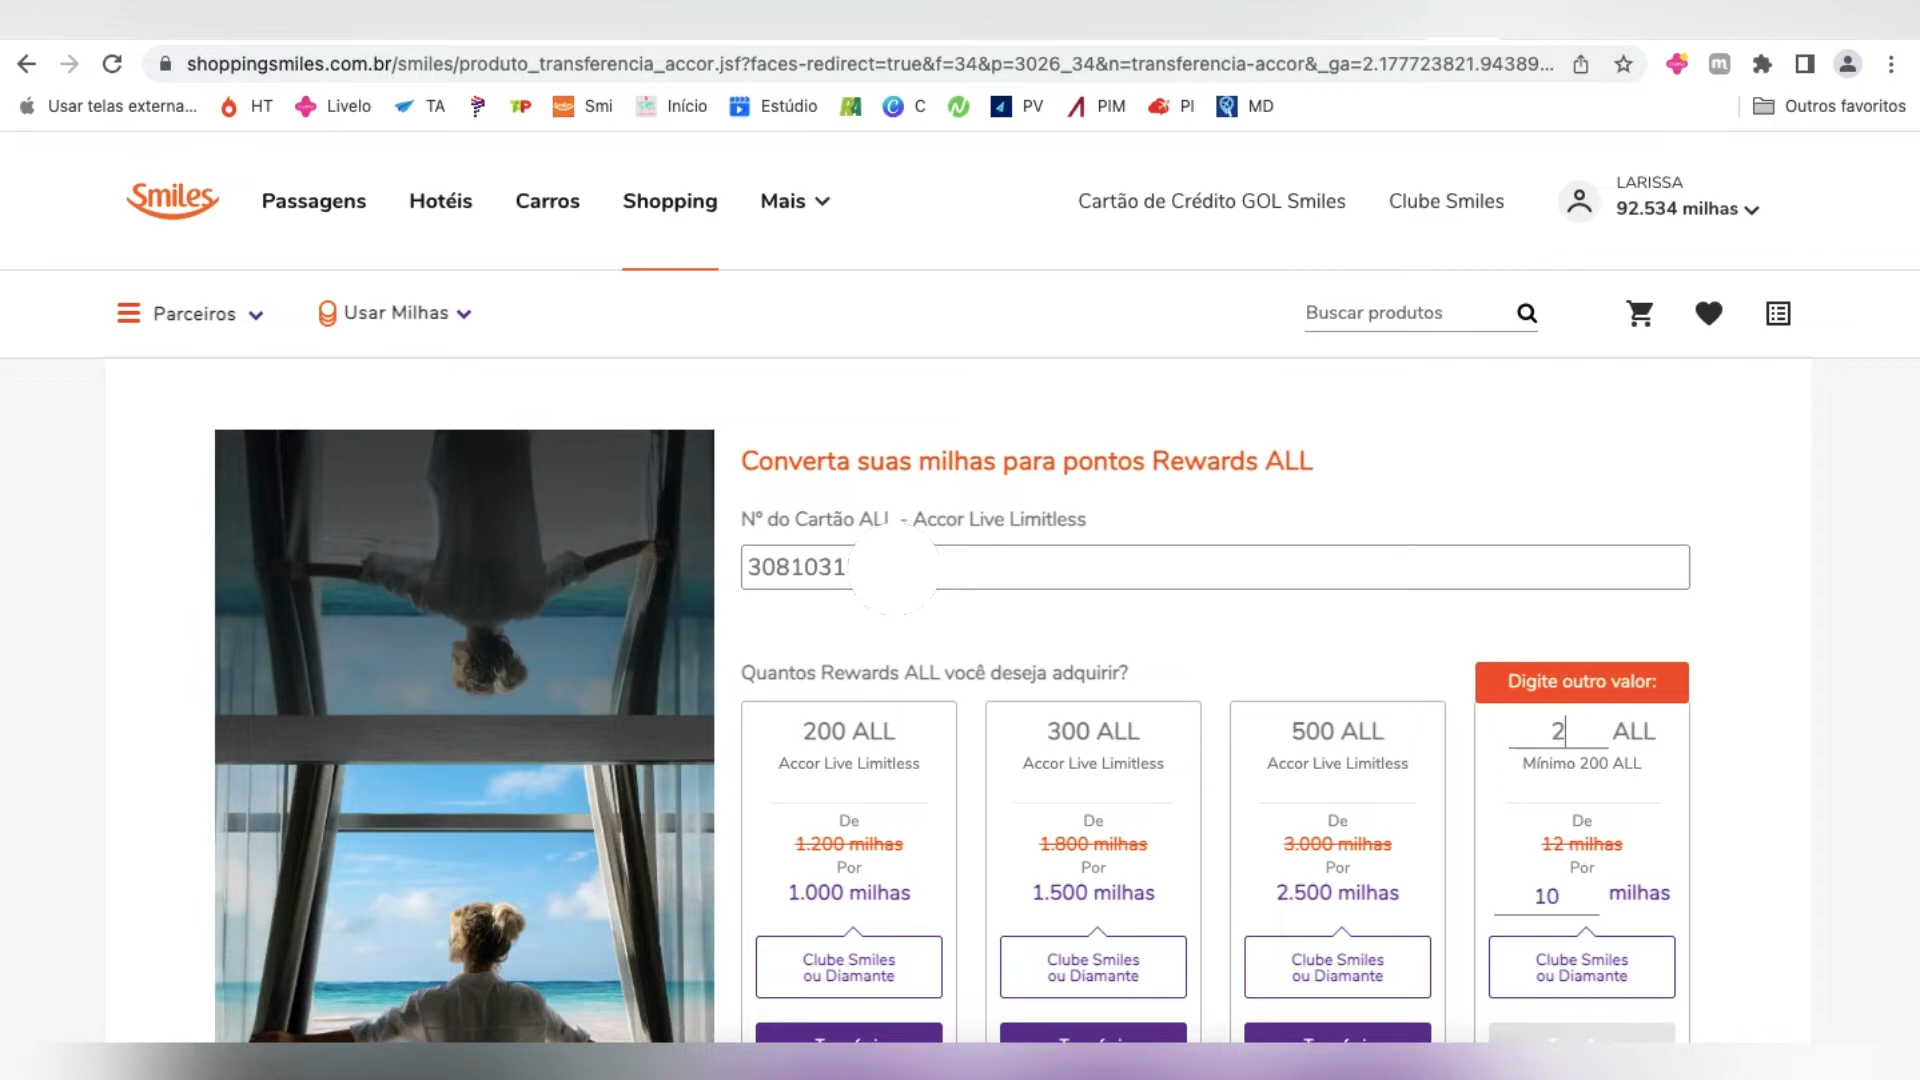 shoppingsmiles.com.br/smiles/produto_transferencia_accor.jsf?faces-redirect=true&f=34&p=3026_34&n=transferencia-accor&_ga=2.177723821.94389...
Usar telas externa... HT Livelo TA TP Smi Início Estúdio C PV PIM PI MD Outros favoritos
Smiles Passagens Hotéis Carros Shopping Mais Cartão de Crédito GOL Smiles Clube Smiles LARISSA
92.534 milhas
Parceiros Usar Milhas Buscar produtos
Converta suas milhas para pontos Rewards ALL
Nº do Cartão ALL - Accor Live Limitless
3081031
Quantos Rewards ALL você deseja adquirir? Digite outro valor:
200 ALL 300 ALL 500 ALL 2 ALL
Accor Live Limitless Accor Live Limitless Accor Live Limitless Mínimo 200 ALL
De De De De
1.200 milhas 1.800 milhas 3.000 milhas 12 milhas
Por Por Por Por
1.000 milhas 1.500 milhas 2.500 milhas 10 milhas
Clube Smiles Clube Smiles Clube Smiles Clube Smiles
ou Diamante ou Diamante ou Diamante ou Diamante